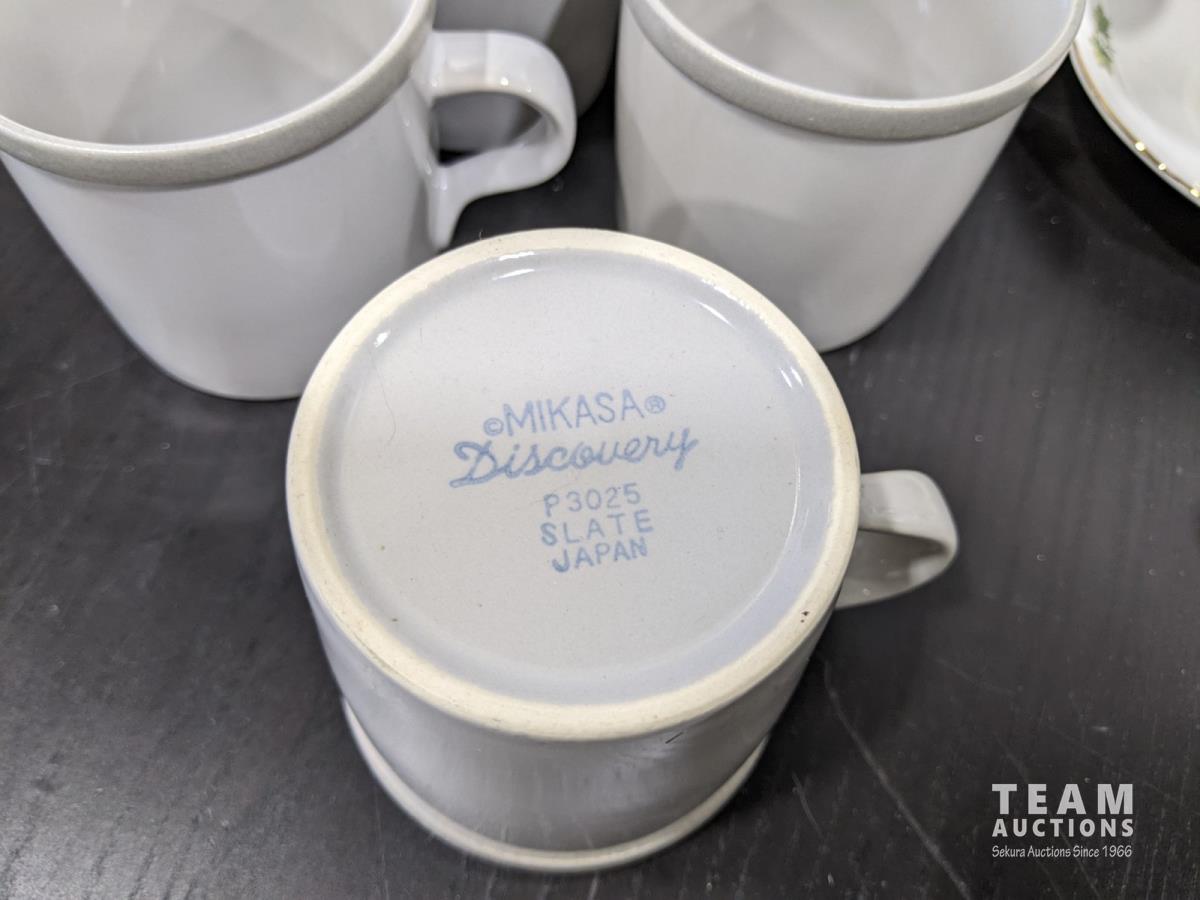 ©MIKASA®
Discovery
P3025
SLATE
JAPAN
TEAM
AUCTIONS
Sekura Auctions Since 1966